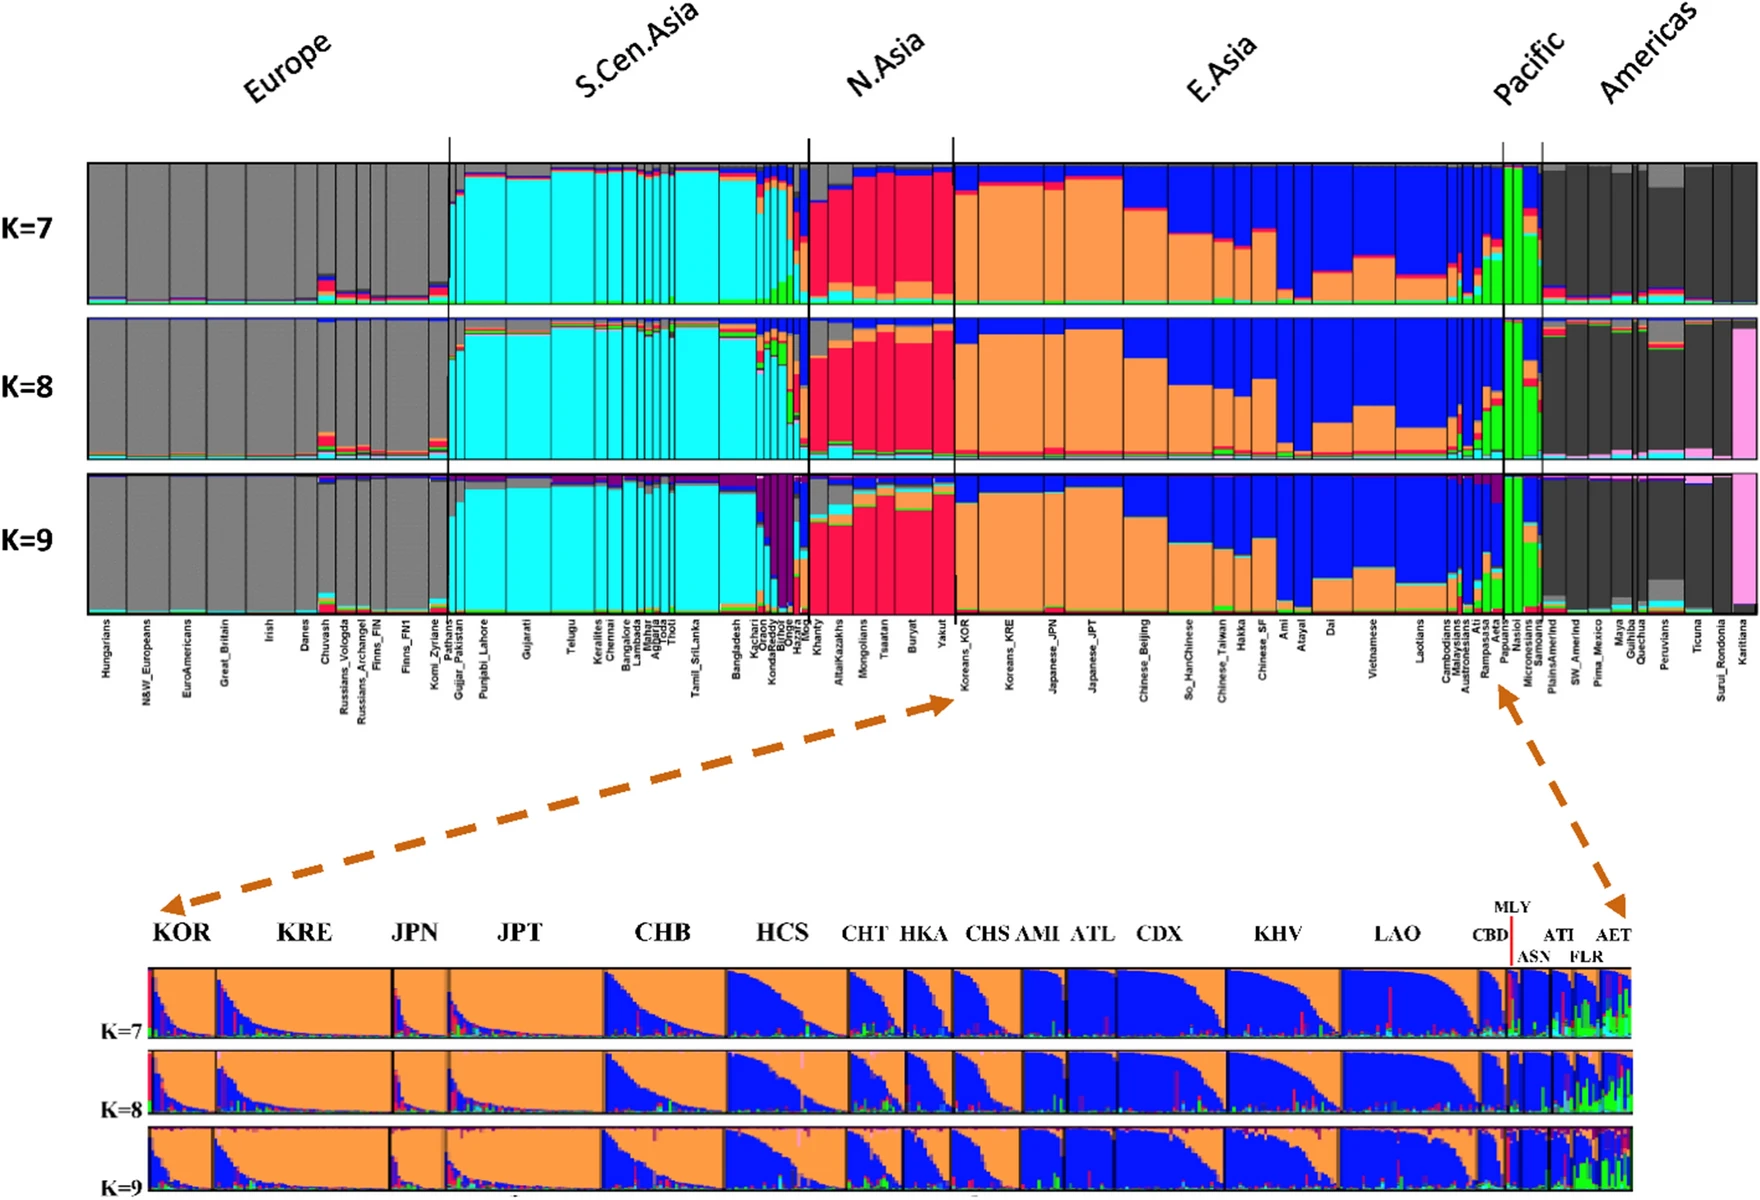 Europe
S.Cen.Asia
N.Asia
E.Asia
Pacific
Americas
K=7
K=8
K=9
Hungarians
N&W_Europeans
EuroAmericans
Great_Britain
Irish
Danes
Chuvash
Russians_Vologda
Russians_Archangel
Finns_FIN
Finns_FN1
Komi_Zyriane
Pathans
Gujjar_Pakistan
Punjabi_Lahore
Gujarati
Telugu
Keralites
Chennai
Bangalore
Lambada
Mahar
Toda
Thoti
Tamil_SriLanka
Bangladesh
Kachari
Oraon
KondaReddy
Birhor
Onge
Hazara
Mog
Khanty
AltaiKazakhs
Mongolians
Tsaatan
Buryat
Yakut
Koreans_KOR
Koreans_KRE
Japanese_JPN
Japanese_JPT
Chinese_Beijing
So_HanChinese
Chinese_Taiwan
Hakka
Chinese_SF
Ami
Atayal
Dai
Vietnamese
Laotians
Cambodians
Malaysians
Austronesians
Ati
Rampasasa
Aeta
Papuans
Nasioi
Micronesians
Samoans
PlainsAmerind
SW_Amerind
Pima_Mexico
Maya
Guihiba
Quechua
Peruvians
Ticuna
Surui_Rondonia
Karitiana
MLY
KOR KRE JPN JPT CHB HCS CHT HKA CHS AMI ATL CDX KHV LAO CBD ATI AET
ASN FLR
K=7
K=8
K=9